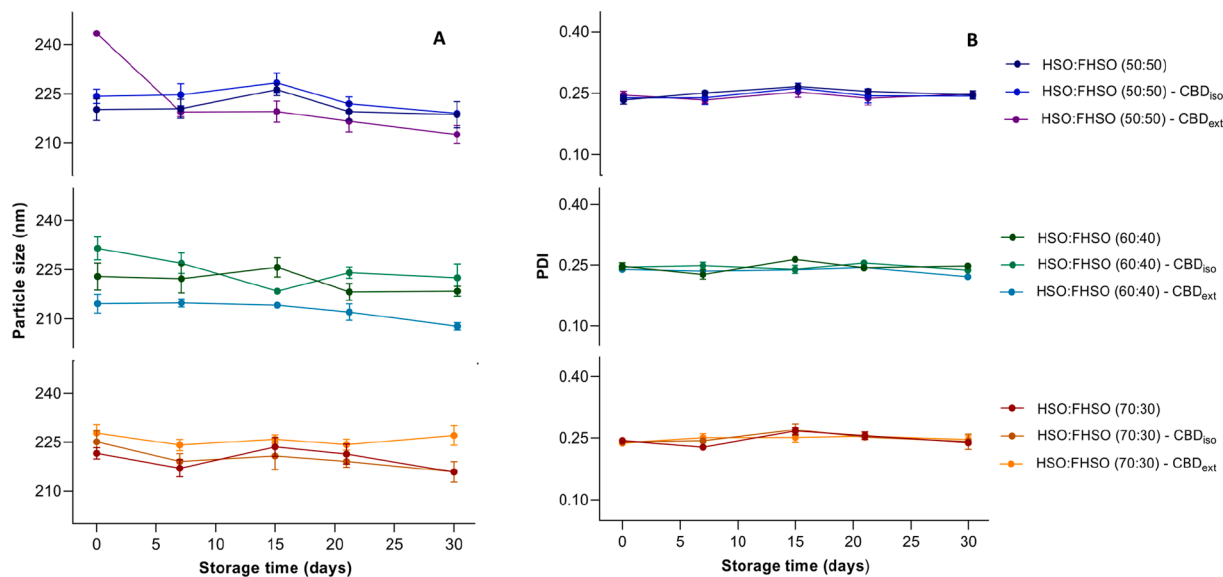 A
B
Particle size (nm)
240
225
210
240
225
210
240
225
210
0 5 10 15 20 25 30
Storage time (days)
PDI
0.40
0.25
0.10
0.40
0.25
0.10
0.40
0.25
0.10
0 5 10 15 20 25 30
Storage time (days)
HSO:FHSO (50:50)
HSO:FHSO (50:50) - CBDiso
HSO:FHSO (50:50) - CBDext
HSO:FHSO (60:40)
HSO:FHSO (60:40) - CBDiso
HSO:FHSO (60:40) - CBDext
HSO:FHSO (70:30)
HSO:FHSO (70:30) - CBDiso
HSO:FHSO (70:30) - CBDext